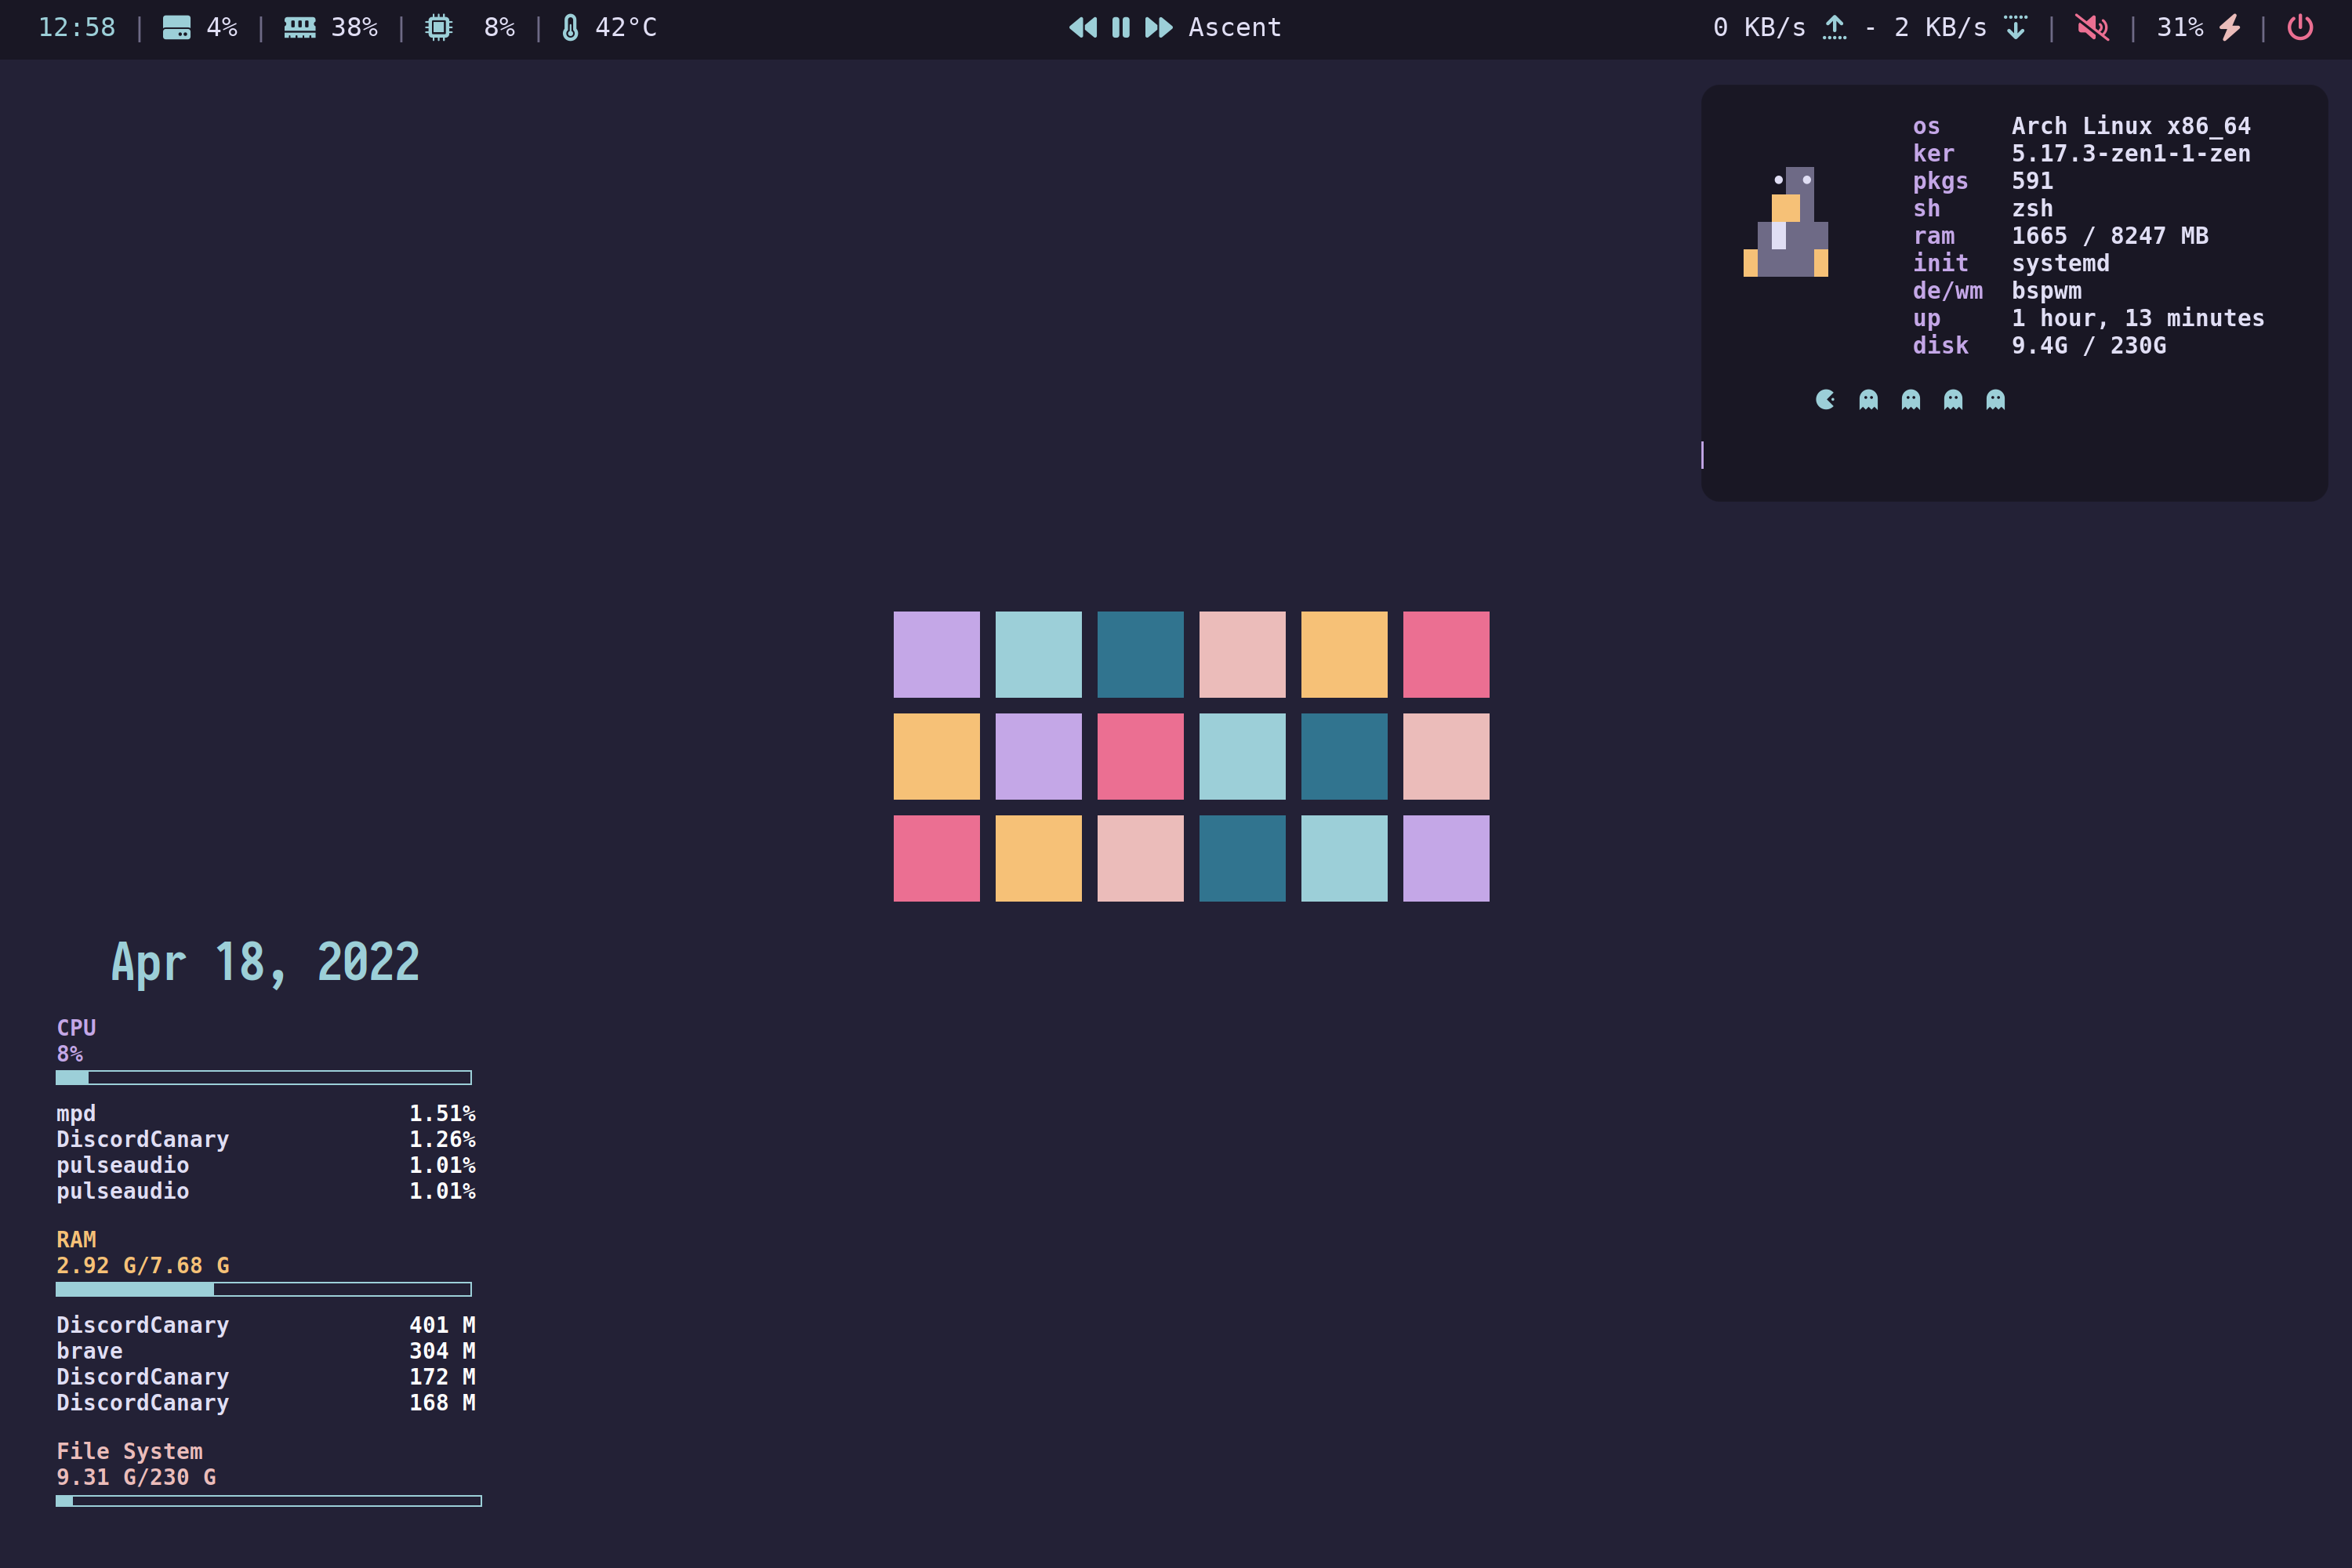 12:58 | 4% | 38% | 8% | 42°C
Ascent
0 KB/s - 2 KB/s | | 31% |
os Arch Linux x86_64
ker 5.17.3-zen1-1-zen
pkgs 591
sh zsh
ram 1665 / 8247 MB
init systemd
de/wm bspwm
up 1 hour, 13 minutes
disk 9.4G / 230G
Apr 18, 2022
CPU
8%
mpd 1.51%
DiscordCanary 1.26%
pulseaudio 1.01%
pulseaudio 1.01%
RAM
2.92 G/7.68 G
DiscordCanary 401 M
brave 304 M
DiscordCanary 172 M
DiscordCanary 168 M
File System
9.31 G/230 G